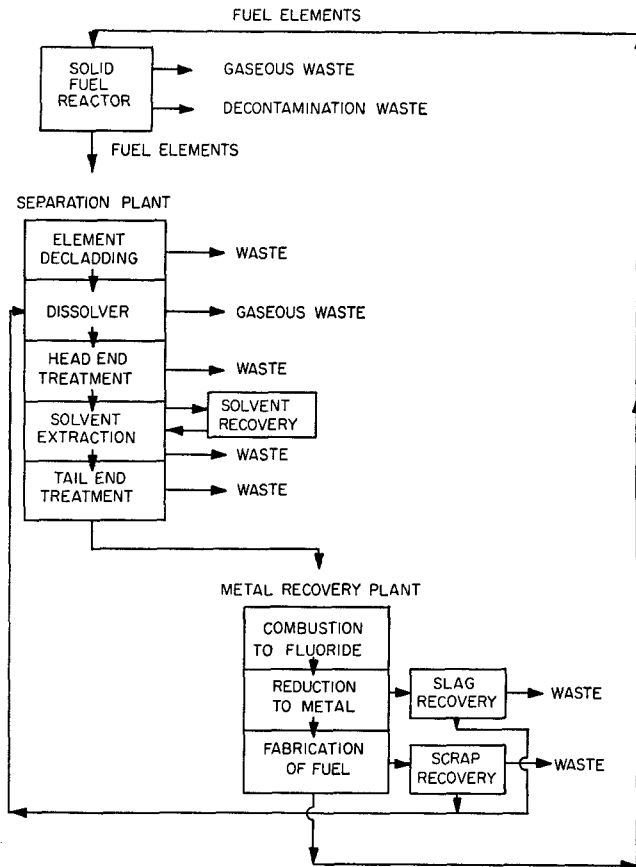 FUEL ELEMENTS
SOLID
FUEL
REACTOR
GASEOUS WASTE
DECONTAMINATION WASTE
FUEL ELEMENTS
SEPARATION PLANT
ELEMENT
DECLADDING
WASTE
DISSOLVER
GASEOUS WASTE
HEAD END
TREATMENT
WASTE
SOLVENT
EXTRACTION
SOLVENT
RECOVERY
WASTE
TAIL END
TREATMENT
WASTE
METAL RECOVERY PLANT
COMBUSTION
TO FLUORIDE
REDUCTION
TO METAL
SLAG
RECOVERY
WASTE
FABRICATION
OF FUEL
SCRAP
RECOVERY
WASTE